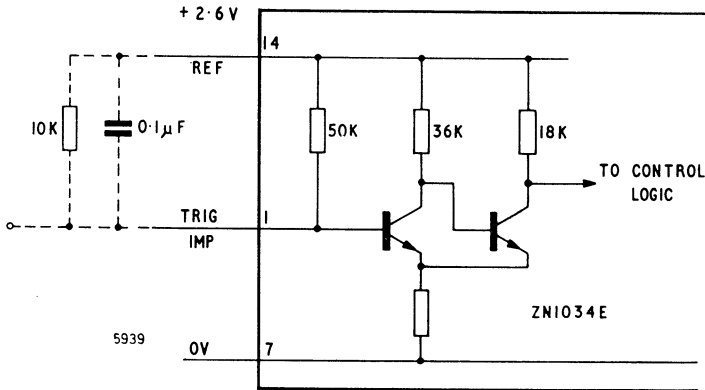 +2·6V
14
REF
10K
0·1µF
50K
36K
18K
TO CONTROL
LOGIC
TRIG
1
IMP
ZN1034E
5939
0V
7